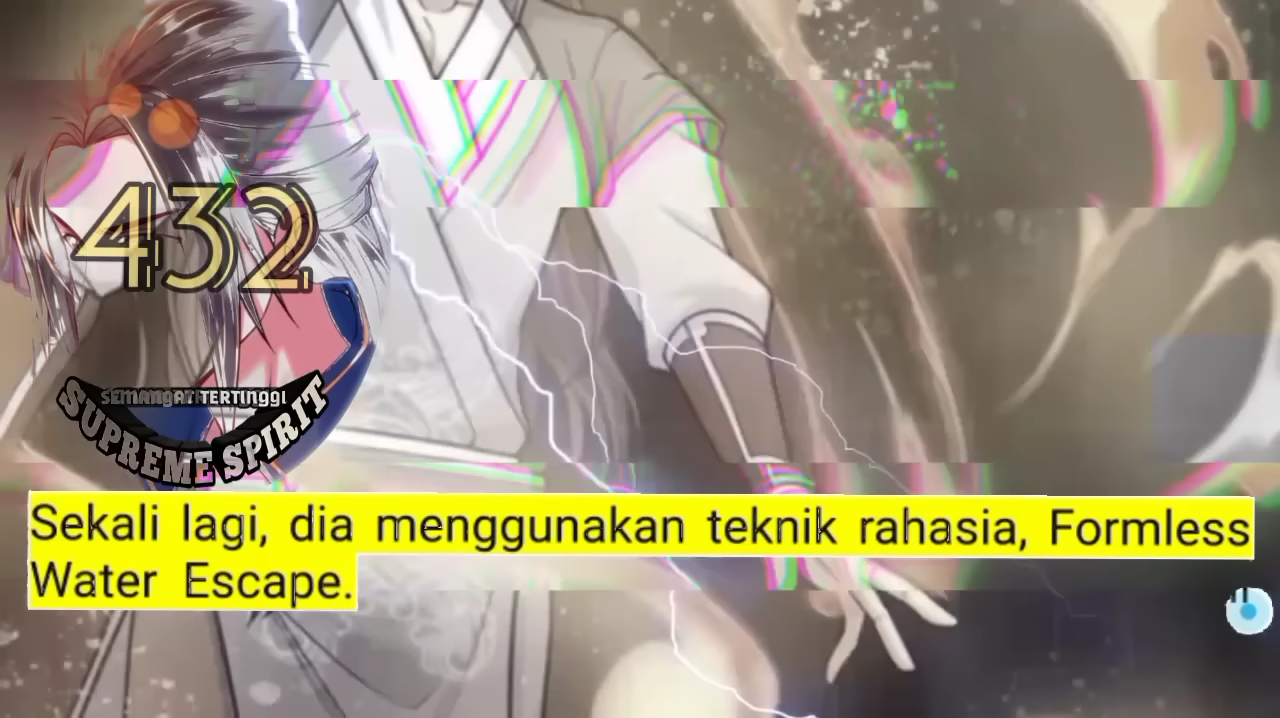 432
SEMANGAT TERTINGGI
SUPREME SPIRIT
Sekali lagi, dia menggunakan teknik rahasia, Formless
Water Escape.